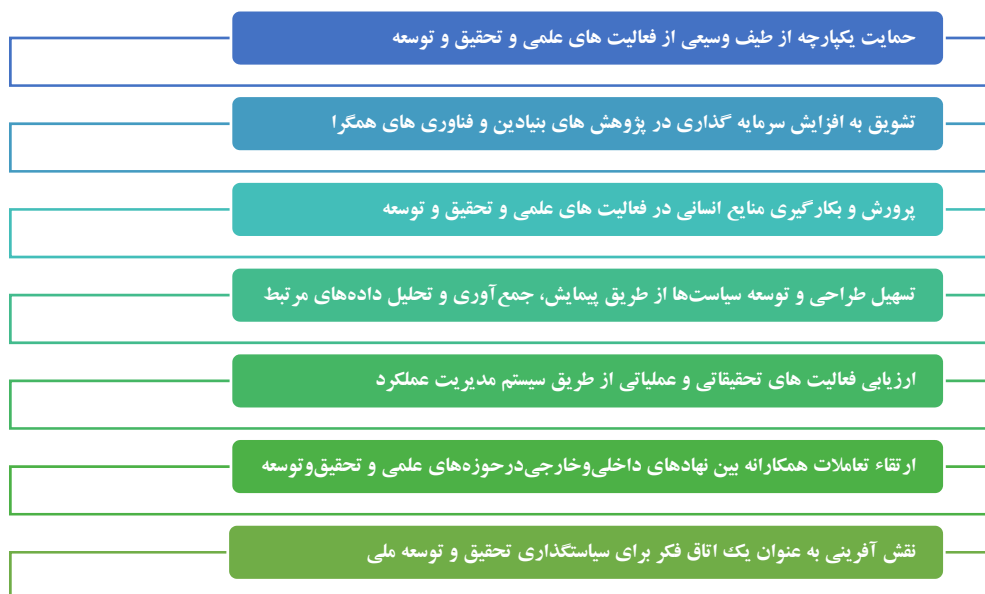 حمایت یکپارچه از طیف وسیعی از فعالیت های علمی و تحقیق و توسعه
تشویق به افزایش سرمایه گذاری در پژوهش های بنیادین و فناوری های همگرا
پرورش و بکارگیری منابع انسانی در فعالیت های علمی و تحقیق و توسعه
تسهیل طراحی و توسعه سیاست‌ها از طریق پیمایش، جمع‌آوری و تحلیل داده‌های مرتبط
ارزیابی فعالیت های تحقیقاتی و عملیاتی از طریق سیستم مدیریت عملکرد
ارتقاء تعاملات همکارانه بین نهادهای داخلی‌وخارجی‌درحوزه‌های علمی و تحقیق‌وتوسعه
نقش آفرینی به عنوان یک اتاق فکر برای سیاستگذاری تحقیق و توسعه ملی